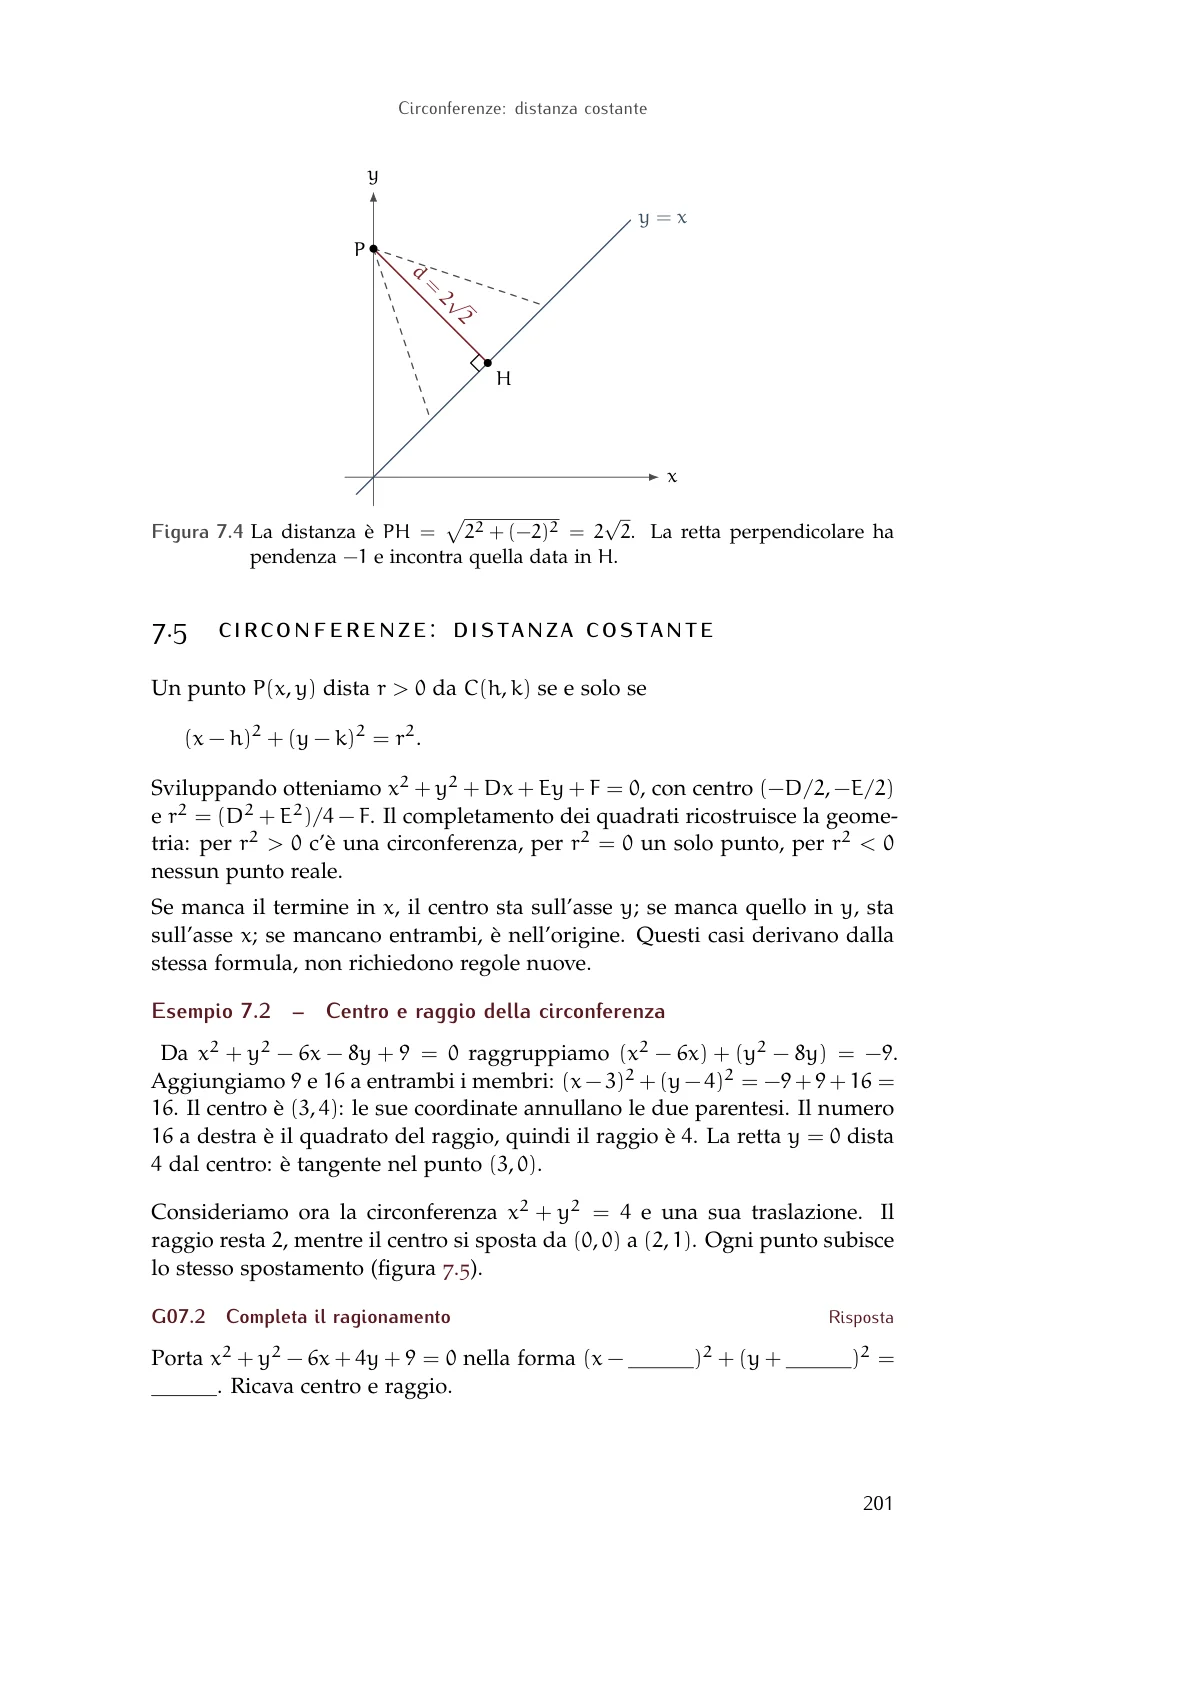 Circonferenze: distanza costante
y
y = x
P
d = 2√2
H
x
Figura 7.4 La distanza è PH = √(2² + (−2)²) = 2√2. La retta perpendicolare ha
pendenza −1 e incontra quella data in H.
7.5 CIRCONFERENZE: DISTANZA COSTANTE
Un punto P(x, y) dista r > 0 da C(h, k) se e solo se
(x − h)² + (y − k)² = r².
Sviluppando otteniamo x² + y² + Dx + Ey + F = 0, con centro (−D/2, −E/2)
e r² = (D² + E²)/4 − F. Il completamento dei quadrati ricostruisce la geome-
tria: per r² > 0 c'è una circonferenza, per r² = 0 un solo punto, per r² < 0
nessun punto reale.
Se manca il termine in x, il centro sta sull'asse y; se manca quello in y, sta
sull'asse x; se mancano entrambi, è nell'origine. Questi casi derivano dalla
stessa formula, non richiedono regole nuove.
Esempio 7.2 – Centro e raggio della circonferenza
Da x² + y² − 6x − 8y + 9 = 0 raggruppiamo (x² − 6x) + (y² − 8y) = −9.
Aggiungiamo 9 e 16 a entrambi i membri: (x − 3)² + (y − 4)² = −9 + 9 + 16 =
16. Il centro è (3, 4): le sue coordinate annullano le due parentesi. Il numero
16 a destra è il quadrato del raggio, quindi il raggio è 4. La retta y = 0 dista
4 dal centro: è tangente nel punto (3, 0).
Consideriamo ora la circonferenza x² + y² = 4 e una sua traslazione. Il
raggio resta 2, mentre il centro si sposta da (0, 0) a (2, 1). Ogni punto subisce
lo stesso spostamento (figura 7.5).
G07.2 Completa il ragionamento Risposta
Porta x² + y² − 6x + 4y + 9 = 0 nella forma (x − ______)² + (y + ______)² =
______. Ricava centro e raggio.
201